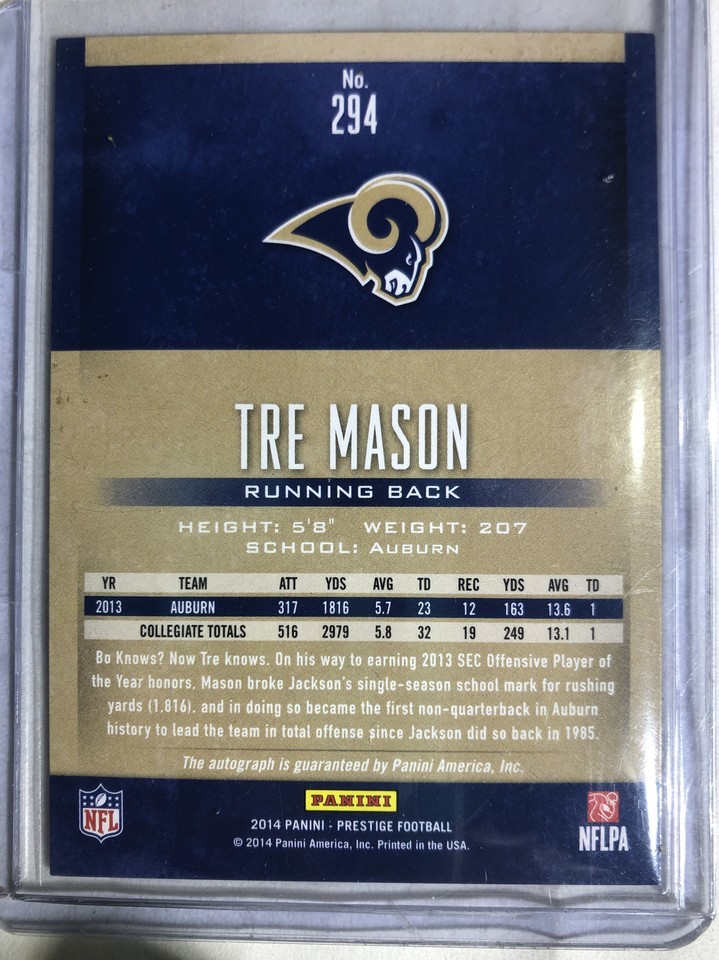 No.
294
TRE MASON
RUNNING BACK
HEIGHT: 5'8" WEIGHT: 207
SCHOOL: AUBURN
YR TEAM ATT YDS AVG TD REC YDS AVG TD
2013 AUBURN 317 1816 5.7 23 12 163 13.6 1
COLLEGIATE TOTALS 516 2979 5.8 32 19 249 13.1 1
Bo Knows? Now Tre knows. On his way to earning 2013 SEC Offensive Player of
the Year honors, Mason broke Jackson's single-season school mark for rushing
yards (1,816), and in doing so became the first non-quarterback in Auburn
history to lead the team in total offense since Jackson did so back in 1985.
The autograph is guaranteed by Panini America, Inc.
NFL
PANINI
2014 PANINI - PRESTIGE FOOTBALL
© 2014 Panini America, Inc. Printed in the USA.
NFLPA